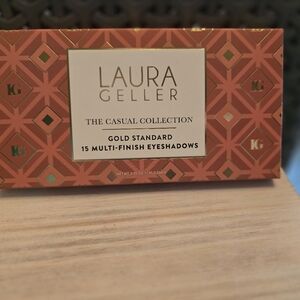 LAURA
GELLER
THE CASUAL COLLECTION
GOLD STANDARD
15 MULTI-FINISH EYESHADOWS